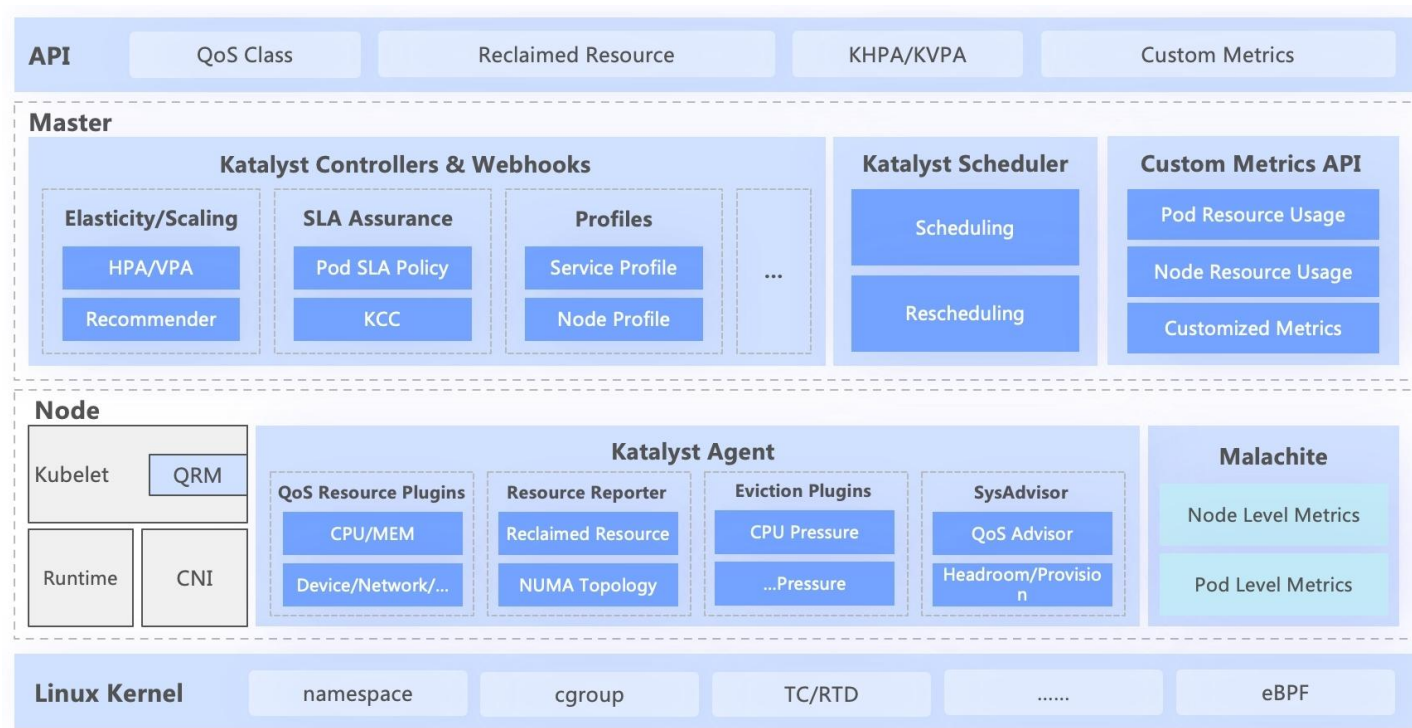 API
QoS Class
Reclaimed Resource
KHPA/KVPA
Custom Metrics
Master
Katalyst Controllers & Webhooks
Elasticity/Scaling
HPA/VPA
Recommender
SLA Assurance
Pod SLA Policy
KCC
Profiles
Service Profile
Node Profile
...
Katalyst Scheduler
Scheduling
Rescheduling
Custom Metrics API
Pod Resource Usage
Node Resource Usage
Customized Metrics
Node
Kubelet
QRM
Runtime
CNI
Katalyst Agent
QoS Resource Plugins
CPU/MEM
Device/Network/...
Resource Reporter
Reclaimed Resource
NUMA Topology
Eviction Plugins
CPU Pressure
...Pressure
SysAdvisor
QoS Advisor
Headroom/Provisio
n
Malachite
Node Level Metrics
Pod Level Metrics
Linux Kernel
namespace
cgroup
TC/RTD
......
eBPF